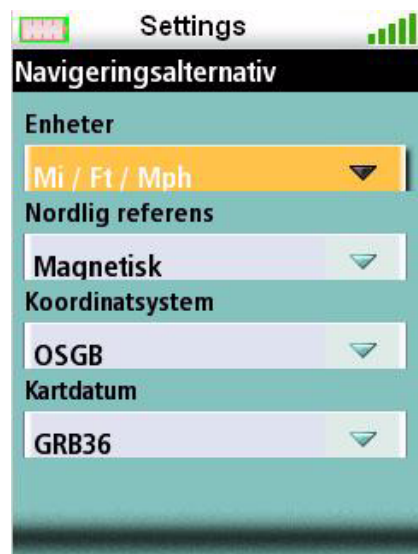 Settings
Navigeringsalternativ
Enheter
Mi / Ft / Mph
Nordlig referens
Magnetisk
Koordinatsystem
OSGB
Kartdatum
GRB36